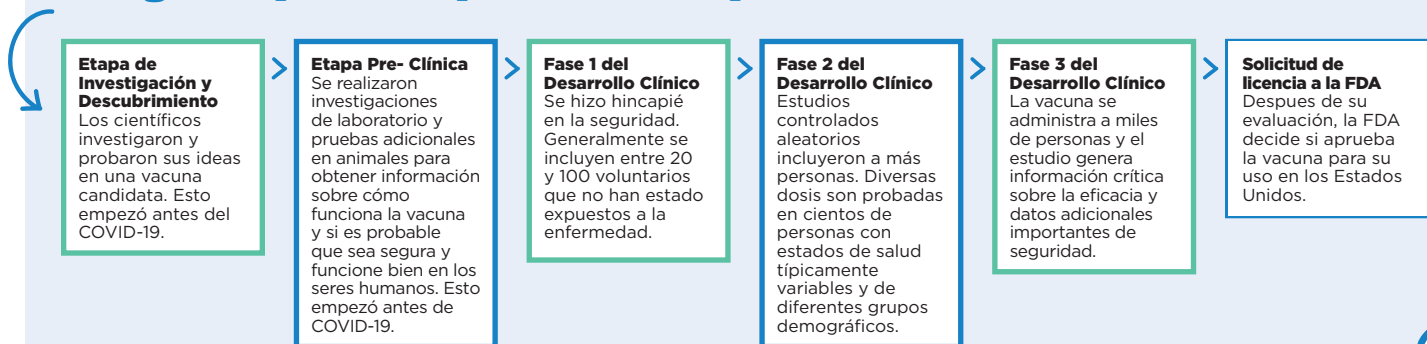 Etapa de
Investigación y
Descubrimiento
Los científicos
investigaron y
probaron sus ideas
en una vacuna
candidata. Esto
empezó antes del
COVID-19.
Etapa Pre- Clínica
Se realizaron
investigaciones
de laboratorio y
pruebas adicionales
en animales para
obtener información
sobre cómo
funciona la vacuna
y si es probable
que sea segura y
funcione bien en los
seres humanos. Esto
empezó antes de
COVID-19.
Fase 1 del
Desarrollo Clínico
Se hizo hincapié
en la seguridad.
Generalmente se
incluyen entre 20
y 100 voluntarios
que no han estado
expuestos a la
enfermedad.
Fase 2 del
Desarrollo Clínico
Estudios
controlados
aleatorios
incluyeron a más
personas. Diversas
dosis son probadas
en cientos de
personas con
estados de salud
típicamente
variables y de
diferentes grupos
demográficos.
Fase 3 del
Desarrollo Clínico
La vacuna se
administra a miles
de personas y el
estudio genera
información crítica
sobre la eficacia y
datos adicionales
importantes de
seguridad.
Solicitud de
licencia a la FDA
Despues de su
evaluación, la FDA
decide si aprueba
la vacuna para su
uso en los Estados
Unidos.